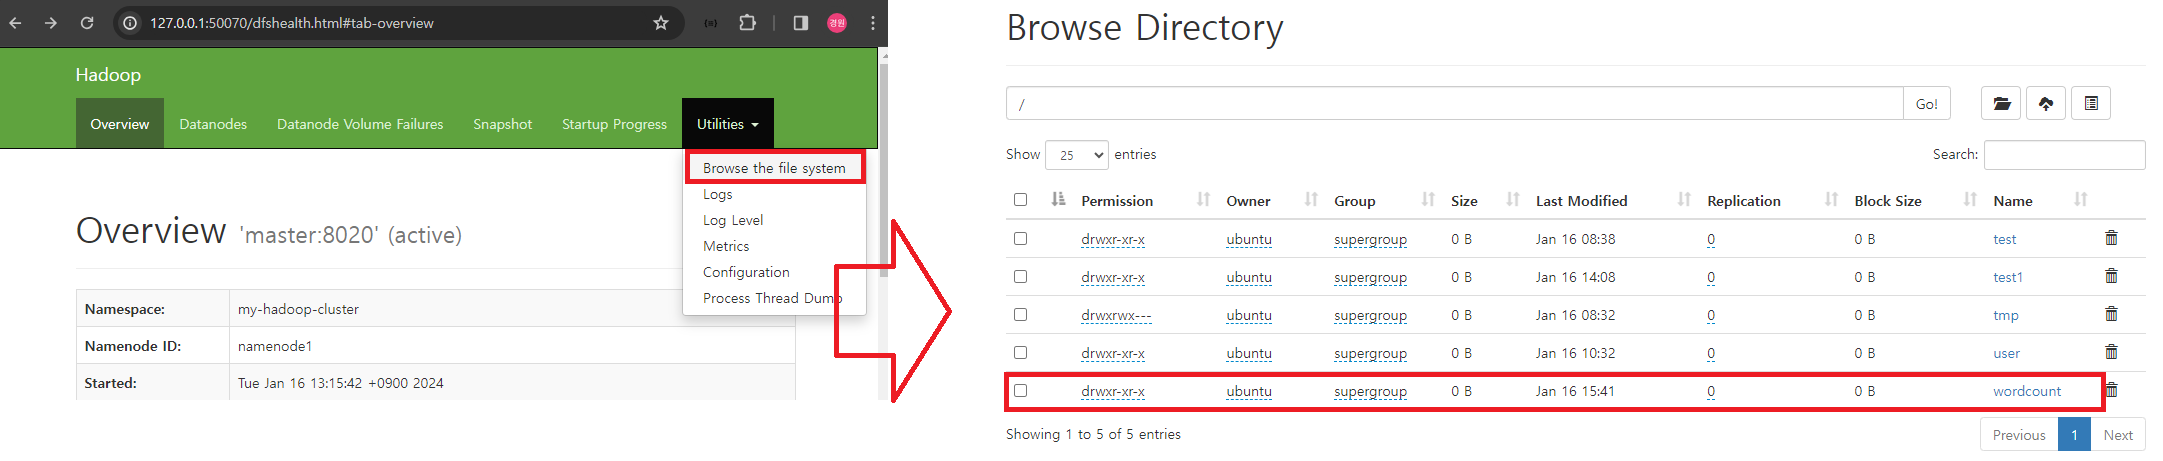 127.0.0.1:50070/dfshealth.html#tab-overview
경원
Hadoop
Overview Datanodes Datanode Volume Failures Snapshot Startup Progress Utilities
Browse the file system
Logs
Log Level
Metrics
Configuration
Process Thread Dump
Overview 'master:8020' (active)
Namespace: my-hadoop-cluster
Namenode ID: namenode1
Started: Tue Jan 16 13:15:42 +0900 2024
Browse Directory
/ Go!
Show 25 entries Search:
Permission Owner Group Size Last Modified Replication Block Size Name
drwxr-xr-x ubuntu supergroup 0 B Jan 16 08:38 0 0 B test
drwxr-xr-x ubuntu supergroup 0 B Jan 16 14:08 0 0 B test1
drwxrwx--- ubuntu supergroup 0 B Jan 16 08:32 0 0 B tmp
drwxr-xr-x ubuntu supergroup 0 B Jan 16 10:32 0 0 B user
drwxr-xr-x ubuntu supergroup 0 B Jan 16 15:41 0 0 B wordcount
Showing 1 to 5 of 5 entries
Previous 1 Next